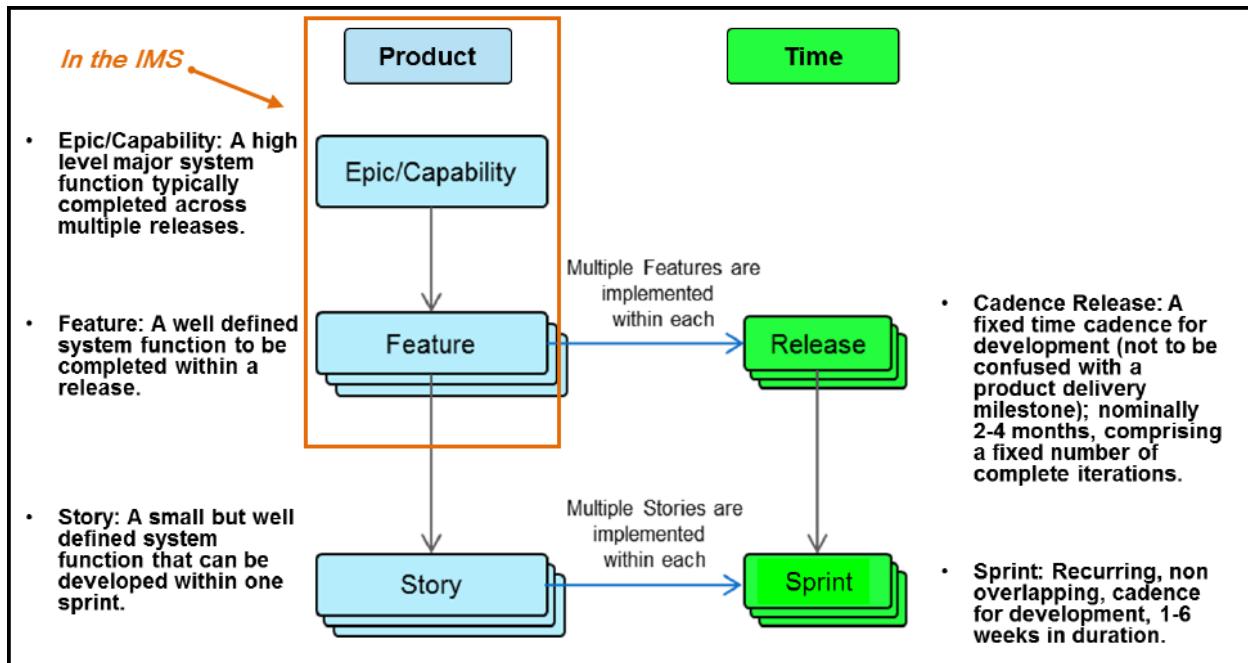 In the IMS
Product
Time
• Epic/Capability: A high
level major system
function typically
completed across
multiple releases.
Epic/Capability
Multiple Features are
implemented
within each
• Feature: A well defined
system function to be
completed within a
release.
Feature
Release
• Cadence Release: A
fixed time cadence for
development (not to be
confused with a
product delivery
milestone); nominally
2-4 months, comprising
a fixed number of
complete iterations.
Multiple Stories are
implemented
within each
• Story: A small but well
defined system
function that can be
developed within one
sprint.
Story
Sprint
• Sprint: Recurring, non
overlapping, cadence
for development, 1-6
weeks in duration.